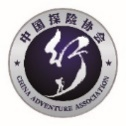 中国探险协会
CHINA ADVENTURE ASSOCIATION